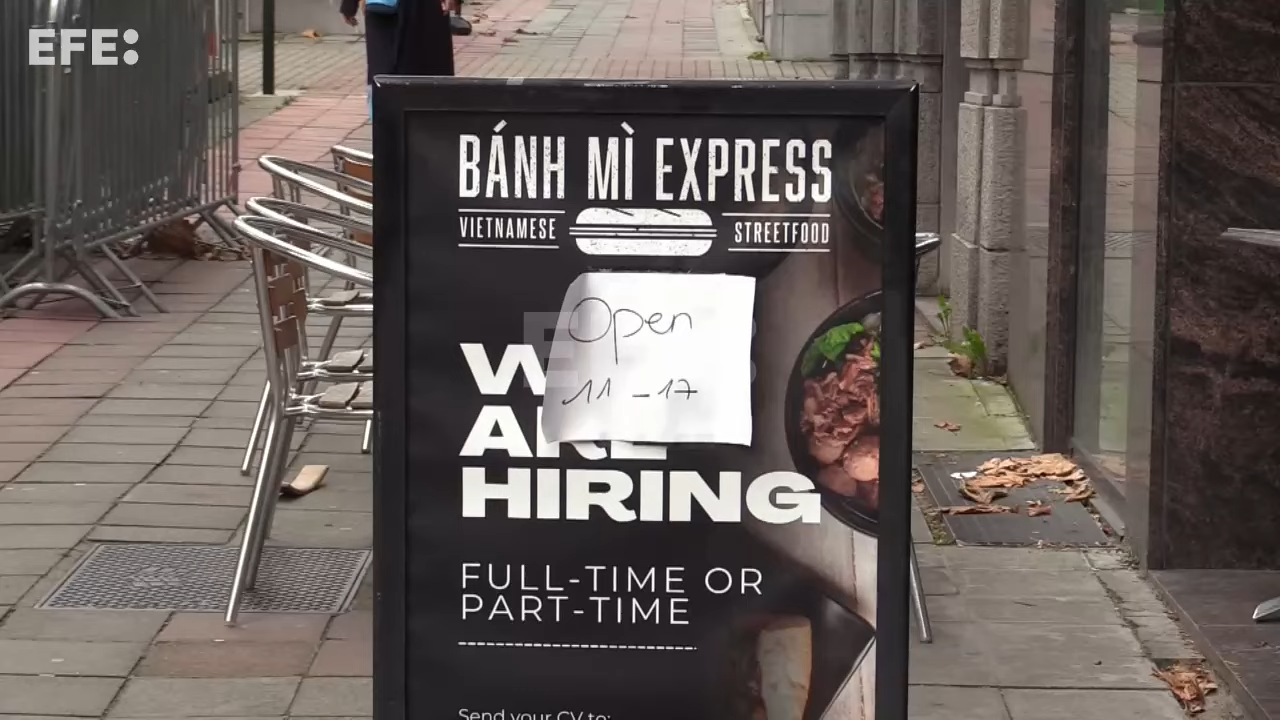 EFE:
BÁNH MÌ EXPRESS
VIETNAMESE STREETFOOD
Open
11 - 17
WE
ARE
HIRING
FULL-TIME OR
PART-TIME
Send your CV to: